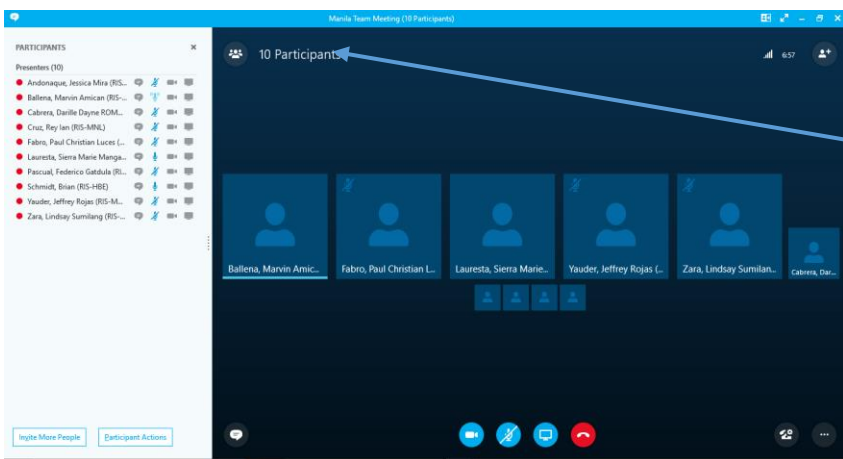 Manila Team Meeting (10 Participants)
PARTICIPANTS
Presenters (10)
Andonaque, Jessica Mira (RIS...
Ballena, Marvin Amican (RIS-...
Cabrera, Darille Dayne ROM...
Cruz, Rey Ian (RIS-MNL)
Fabro, Paul Christian Luces (...
Lauresta, Sierra Marie Manga...
Pascual, Federico Gatdula (RI...
Schmidt, Brian (RIS-HBE)
Yauder, Jeffrey Rojas (RIS-M...
Zara, Lindsay Sumilang (RIS-...
Invite More People
Participant Actions
10 Participants
6:57
Ballena, Marvin Amic...
Fabro, Paul Christian L...
Lauresta, Sierra Marie...
Yauder, Jeffrey Rojas (...
Zara, Lindsay Sumilan...
Cabrera, Dar...